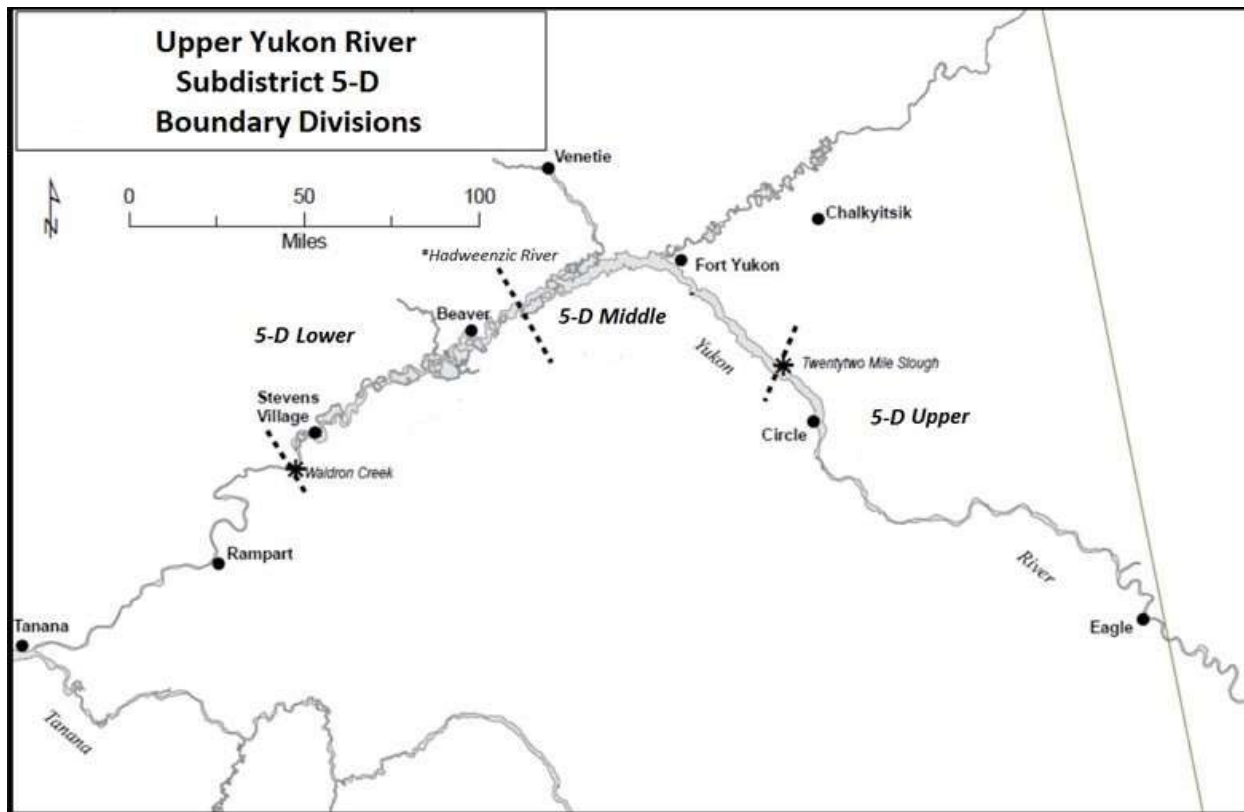 Upper Yukon River
Subdistrict 5-D
Boundary Divisions
Venetie
0 50 100
Miles
N
Chalkyitsik
*Hadweenzic River
Fort Yukon
Beaver
5-D Middle
5-D Lower
Yukon
Twentytwo Mile Slough
Stevens
Village
5-D Upper
Circle
Waldron Creek
Rampart
River
Tanana
Eagle
Tanana